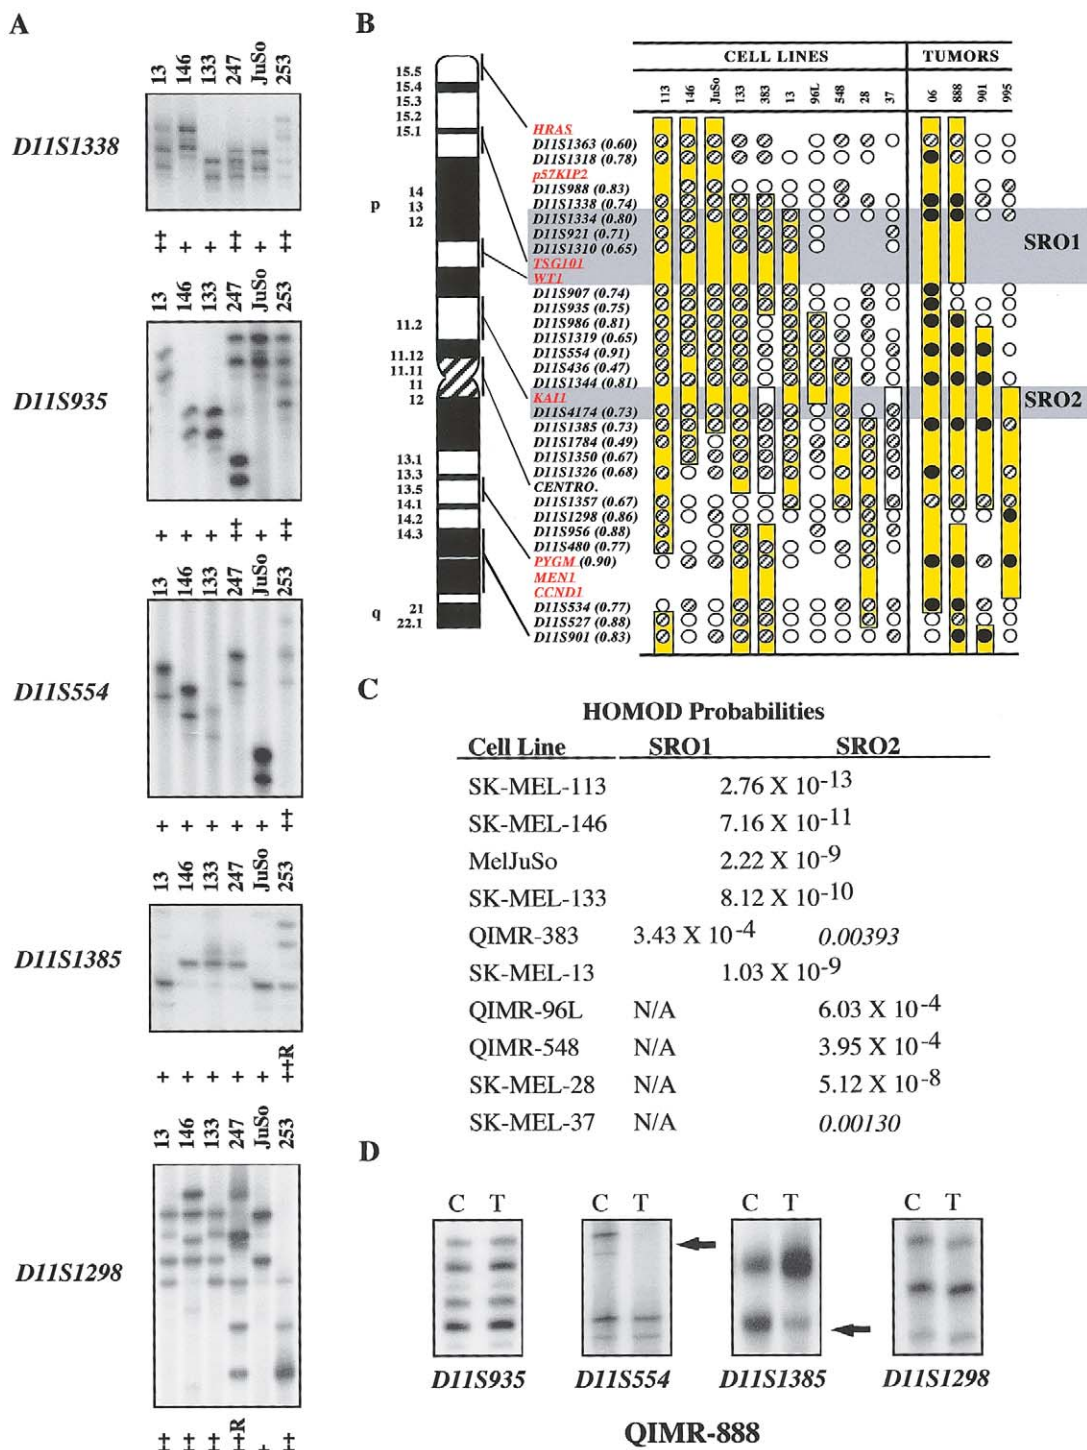 A
13 146 133 247 JuSo 253
D11S1338
‡ + + ‡ + ‡
D11S935
+ + + ‡ + ‡
D11S554
+ + + + + ‡
13 146 133 247 JuSo 253
D11S1385
+ + + + + ‡R
13 146 133 247 JuSo 253
D11S1298
‡ ‡ ‡ ‡R + ‡
B
CELL LINES TUMORS
113 146 JuSo 133 383 13 96L 548 28 37 06 888 901 995
15.5
15.4
15.3
15.2
15.1
p
14
13
12
11.2
11.12
11.11
11
12
13.1
13.3
13.5
14.1
14.2
14.3
q
21
22.1
HRAS
D11S1363 (0.60)
D11S1318 (0.78)
p57KIP2
D11S988 (0.83)
D11S1338 (0.74)
D11S1334 (0.80)
D11S921 (0.71)
D11S1310 (0.65)
TSG101
WT1
D11S907 (0.74)
D11S935 (0.75)
D11S986 (0.81)
D11S1319 (0.65)
D11S554 (0.91)
D11S436 (0.47)
D11S1344 (0.81)
KAI1
D11S4174 (0.73)
D11S1385 (0.73)
D11S1784 (0.49)
D11S1350 (0.67)
D11S1326 (0.68)
CENTRO.
D11S1357 (0.67)
D11S1298 (0.86)
D11S956 (0.88)
D11S480 (0.77)
PYGM (0.90)
MEN1
CCND1
D11S534 (0.77)
D11S527 (0.88)
D11S901 (0.83)
SRO1
SRO2
C
HOMOD Probabilities
Cell Line SRO1 SRO2
SK-MEL-113 2.76 X 10-13
SK-MEL-146 7.16 X 10-11
MelJuSo 2.22 X 10-9
SK-MEL-133 8.12 X 10-10
QIMR-383 3.43 X 10-4 0.00393
SK-MEL-13 1.03 X 10-9
QIMR-96L N/A 6.03 X 10-4
QIMR-548 N/A 3.95 X 10-4
SK-MEL-28 N/A 5.12 X 10-8
SK-MEL-37 N/A 0.00130
D
C T C T C T C T
D11S935 D11S554 D11S1385 D11S1298
QIMR-888